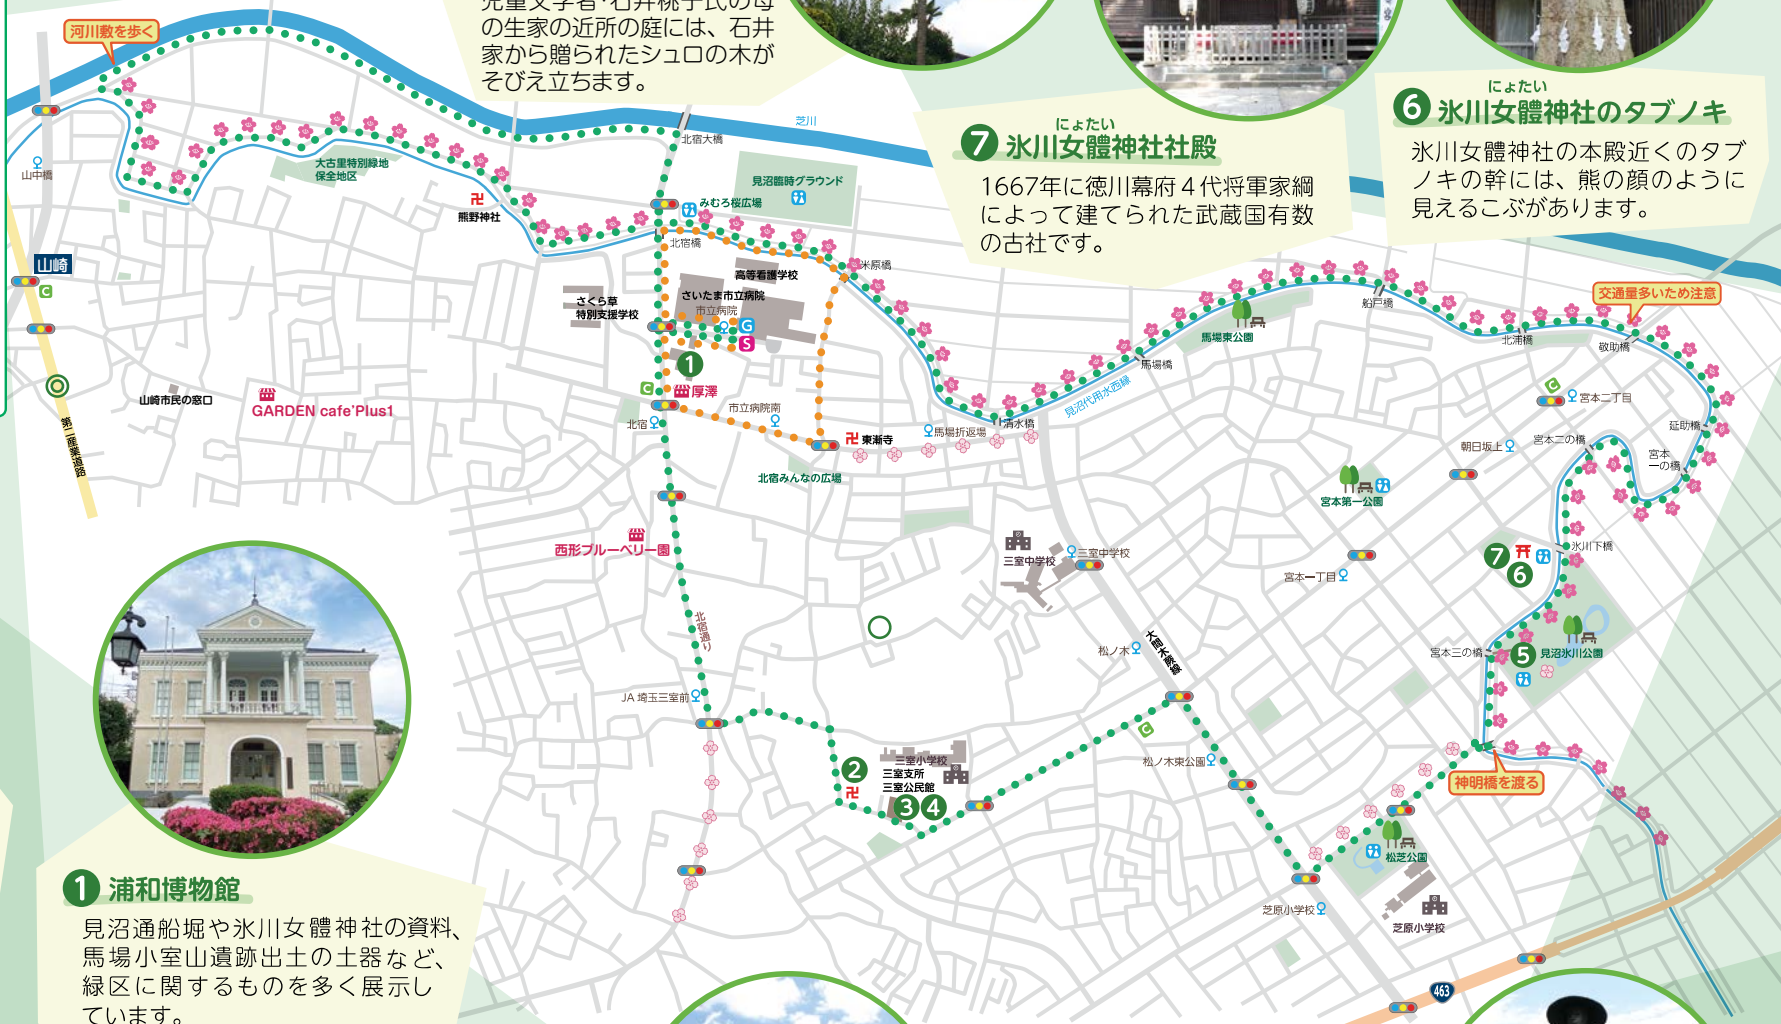 児童文学者・石井桃子氏の母
の生家の近所の庭には、石井
家から贈られたシュロの木が
そびえ立ちます。
にょたい
7 氷川女體神社社殿
1667年に徳川幕府4代将軍家綱
によって建てられた武蔵国有数
の古社です。
にょたい
6 氷川女體神社のタブノキ
氷川女體神社の本殿近くのタブ
ノキの幹には、熊の顔のように
見えるこぶがあります。
河川敷を歩く
山中橋
芝川
北宿大橋
大古里特別緑地
保全地区
熊野神社
見沼臨時グラウンド
みむろ桜広場
北宿橋
米原橋
山崎
C
高等看護学校
さいたま市立病院
市立病院
さくら草
特別支援学校
G
S
1
C
厚澤
山崎市民の窓口
GARDEN cafe'Plus1
第二産業道路
北宿
市立病院南
東漸寺
馬場折返場
清水橋
見沼代用水西縁
馬場橋
馬場東公園
船戸橋
交通量多いため注意
北浦橋
敬助橋
C
宮本二丁目
延助橋
朝日坂上
宮本二の橋
宮本
一の橋
北宿みんなの広場
宮本第一公園
西形ブルーベリー園
三室中学校
三室中学校
宮本一丁目
7
6
氷川下橋
北宿通り
松ノ木
大間木蕨線
宮本三の橋
5
見沼氷川公園
JA 埼玉三室前
C
松ノ木東公園
2
三室小学校
三室支所
三室公民館
3 4
神明橋を渡る
松芝公園
芝原小学校
芝原小学校
463
1 浦和博物館
見沼通船堀や氷川女體神社の資料、
馬場小室山遺跡出土の土器など、
緑区に関するものを多く展示し
ています。